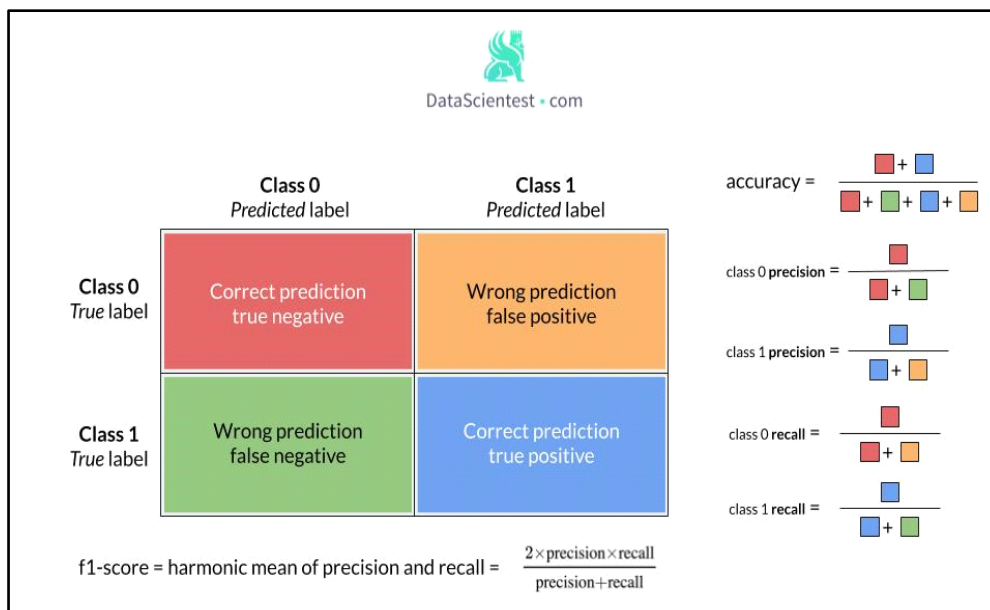 DataScientest • com
Class 0
Predicted label
Class 1
Predicted label
Class 0
True label
Correct prediction
true negative
Wrong prediction
false positive
Class 1
True label
Wrong prediction
false negative
Correct prediction
true positive
accuracy =
+
+ + +
class 0 precision =
+
class 1 precision =
+
class 0 recall =
+
class 1 recall =
+
f1-score = harmonic mean of precision and recall =
2×precision×recall
precision+recall